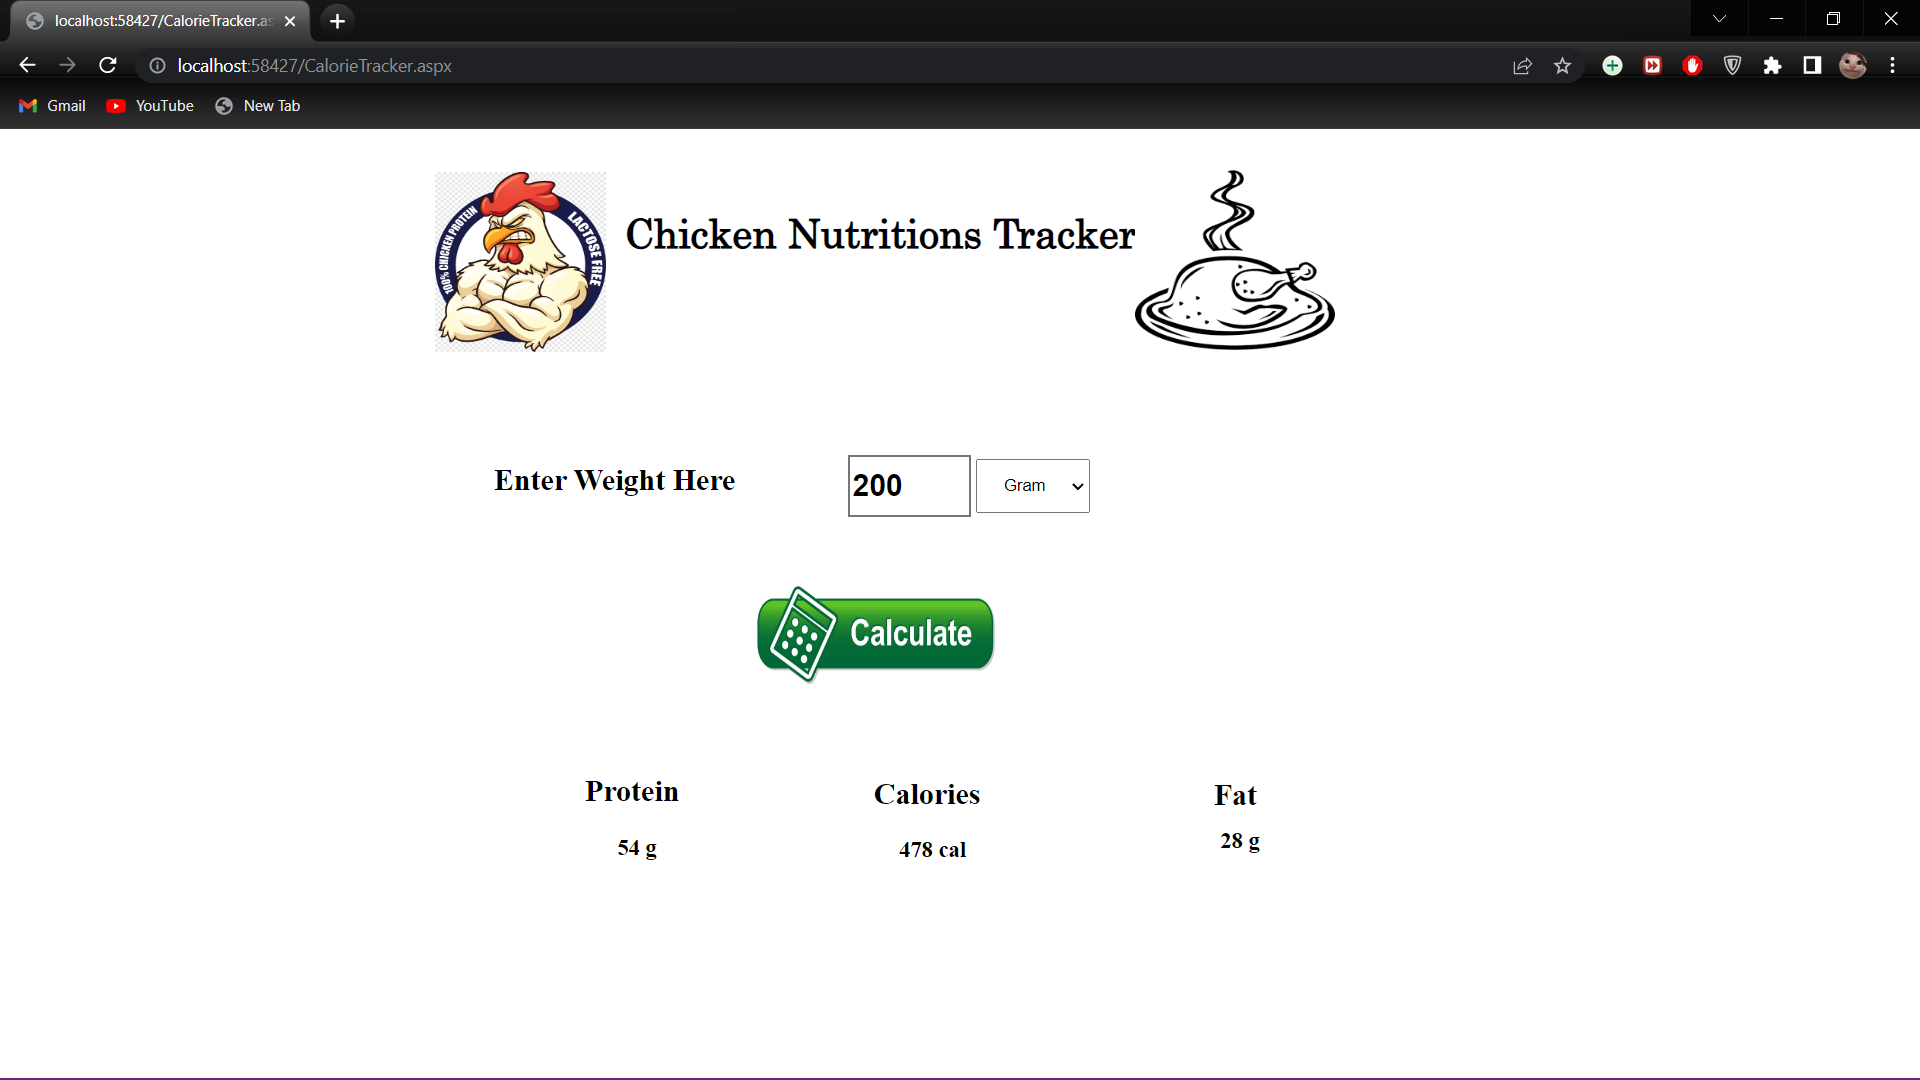 localhost:58427/CalorieTracker.as
localhost:58427/CalorieTracker.aspx
Gmail
YouTube
New Tab
100% CHICKEN PROTEIN
LACTOSE FREE
Chicken Nutritions Tracker
Enter Weight Here
200
Gram
Calculate
Protein
Calories
Fat
54 g
478 cal
28 g